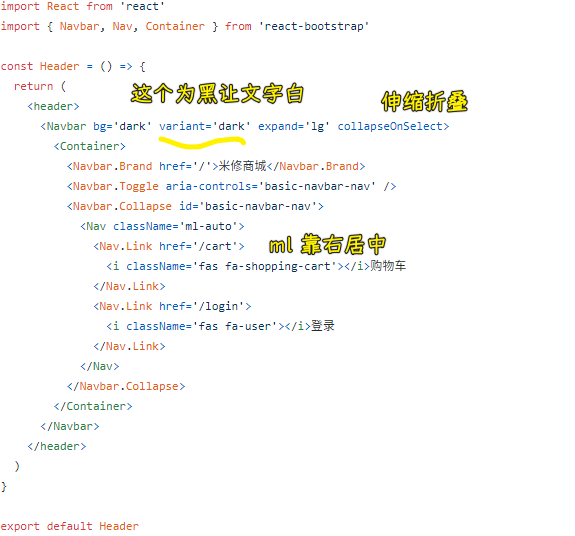 import React from 'react'
import { Navbar, Nav, Container } from 'react-bootstrap'
const Header = () => {
return (
这个为黑让文字白
<header>
伸缩折叠
<Navbar bg='dark' variant='dark' expand='lg' collapseOnSelect>
<Container>
<Navbar.Brand href='/'>米修商城</Navbar.Brand>
<Navbar.Toggle aria-controls='basic-navbar-nav' />
<Navbar.Collapse id='basic-navbar-nav'>
<Nav className='ml-auto'>
<Nav.Link href='/cart'>
ml 靠右居中
<i className='fas fa-shopping-cart'></i>购物车
</Nav.Link>
<Nav.Link href='/login'>
<i className='fas fa-user'></i>登录
</Nav.Link>
</Nav>
</Navbar.Collapse>
</Container>
</Navbar>
</header>
)
}
export default Header